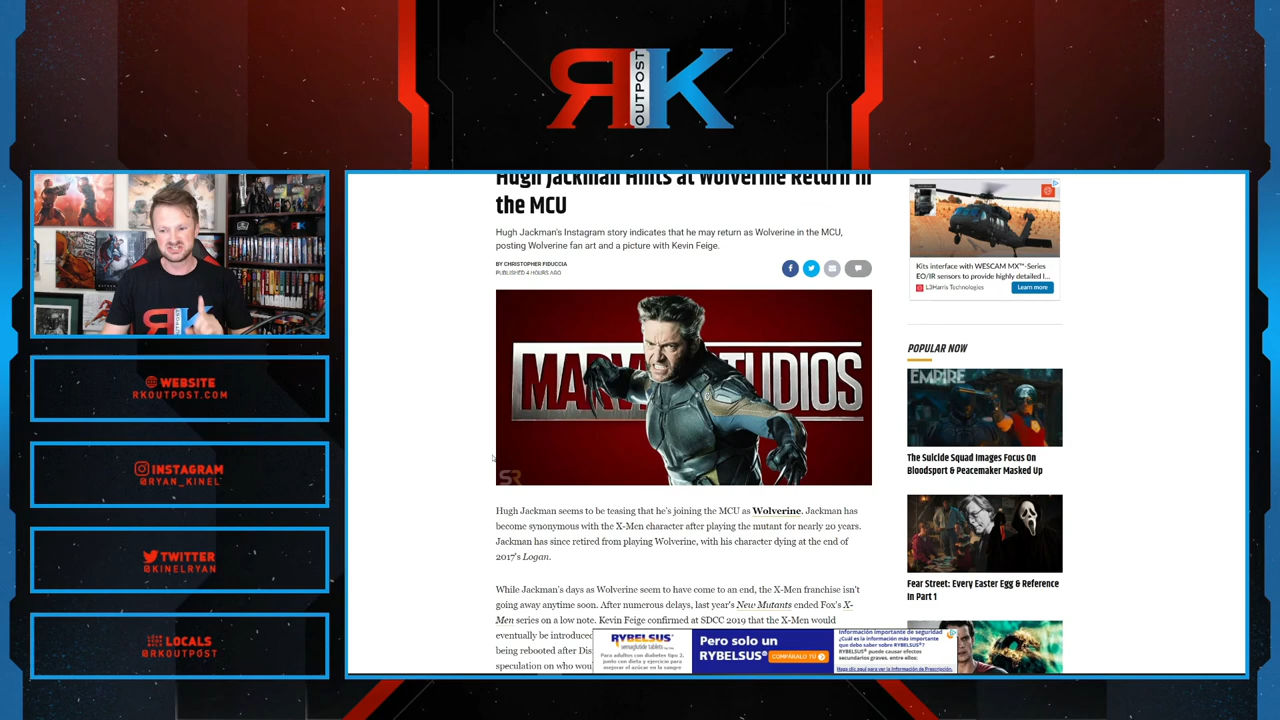 RK
OUTPOST
WEBSITE
RKOUTPOST.COM
INSTAGRAM
@RYAN_KINEL
TWITTER
@KINELRYAN
LOCALS
@RKOUTPOST
Hugh Jackman Hints at Wolverine Return in
the MCU
Hugh Jackman's Instagram story indicates that he may return as Wolverine in the MCU,
posting Wolverine fan art and a picture with Kevin Feige.
BY CHRISTOPHER FIDUCCIA
PUBLISHED 4 HOURS AGO
MARVEL STUDIOS
SR
Hugh Jackman seems to be teasing that he's joining the MCU as Wolverine. Jackman has
become synonymous with the X-Men character after playing the mutant for nearly 20 years.
Jackman has since retired from playing Wolverine, with his character dying at the end of
2017's Logan.
While Jackman's days as Wolverine seem to have come to an end, the X-Men franchise isn't
going away anytime soon. After numerous delays, last year's New Mutants ended Fox's X-
Men series on a low note. Kevin Feige confirmed at SDCC 2019 that the X-Men would
eventually be introduced
being rebooted after Dis
speculation on who wou
RYBELSUS®
semaglutide tablets
Para adultos con diabetes tipo 2,
junto con dieta y ejercicio para
mejorar el azúcar en la sangre
Pero solo un
RYBELSUS®
COMPÁRALO TÚ
Información importante de seguridad
¿Cuál es la información más importante
que debo saber sobre RYBELSUS®?
RYBELSUS® puede causar efectos
secundarios graves, entre ellos:
Haga clic aquí para ver la Información de Prescripción.
Kits interface with WESCAM MX™-Series
EO/IR sensors to provide highly detailed I...
L3Harris Technologies
Learn more
POPULAR NOW
EMPIRE
The Suicide Squad Images Focus On
Bloodsport & Peacemaker Masked Up
Fear Street: Every Easter Egg & Reference
In Part 1